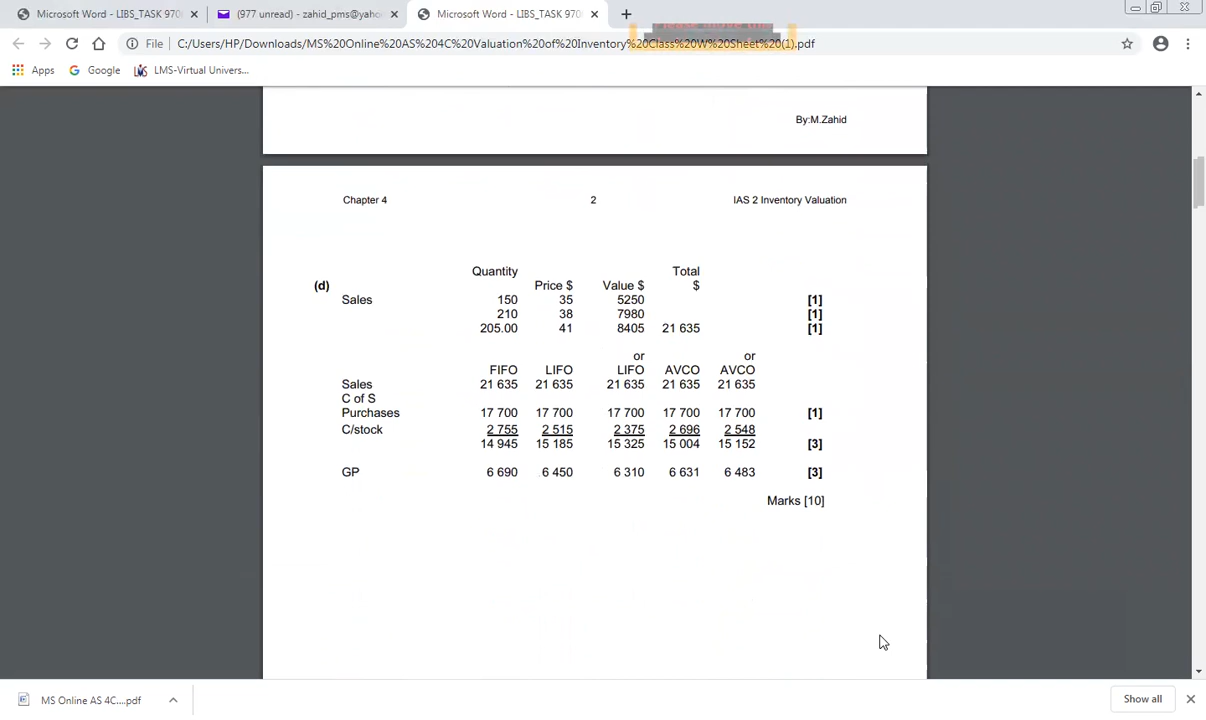 Microsoft Word - LIBS_TASK 970
(977 unread) - zahid_pms@yaho
Microsoft Word - LIBS_TASK 970
File
C:/Users/HP/Downloads/MS%20Online%20AS%204C%20Valuation%20of%20Inventory%20Class%20W%20Sheet%20(1).pdf
Apps
Google
LMS-Virtual Univers...
By:M.Zahid
Chapter 4 2 IAS 2 Inventory Valuation
Quantity Total
(d) Price $ Value $ $
Sales 150 35 5250 [1]
210 38 7980 [1]
205.00 41 8405 21 635 [1]
or or
FIFO LIFO LIFO AVCO AVCO
Sales 21 635 21 635 21 635 21 635 21 635
C of S
Purchases 17 700 17 700 17 700 17 700 17 700 [1]
C/stock 2 755 2 515 2 375 2 696 2 548
14 945 15 185 15 325 15 004 15 152 [3]
GP 6 690 6 450 6 310 6 631 6 483 [3]
Marks [10]
MS Online AS 4C....pdf
Show all